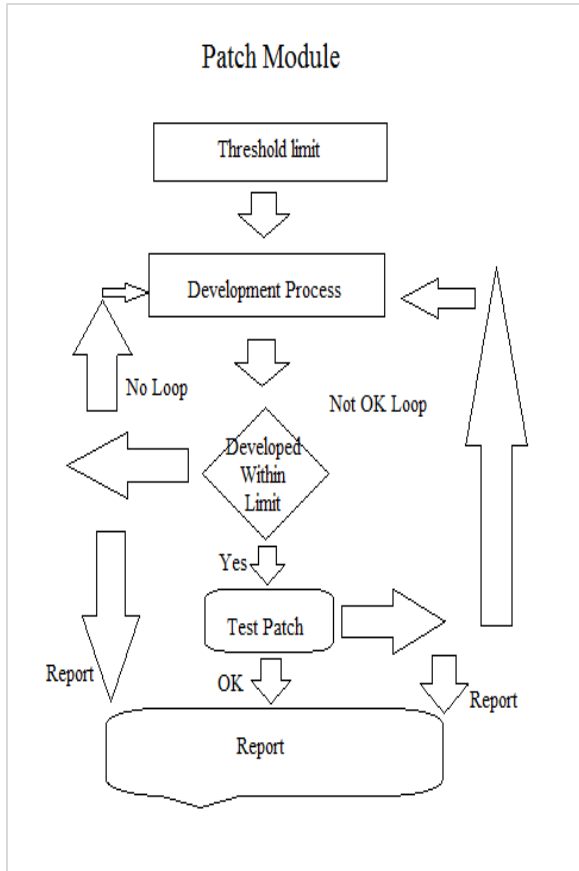 Patch Module
Threshold limit
Development Process
No Loop
Not OK Loop
Developed
Within
Limit
Yes
Test Patch
Report
OK
Report
Report